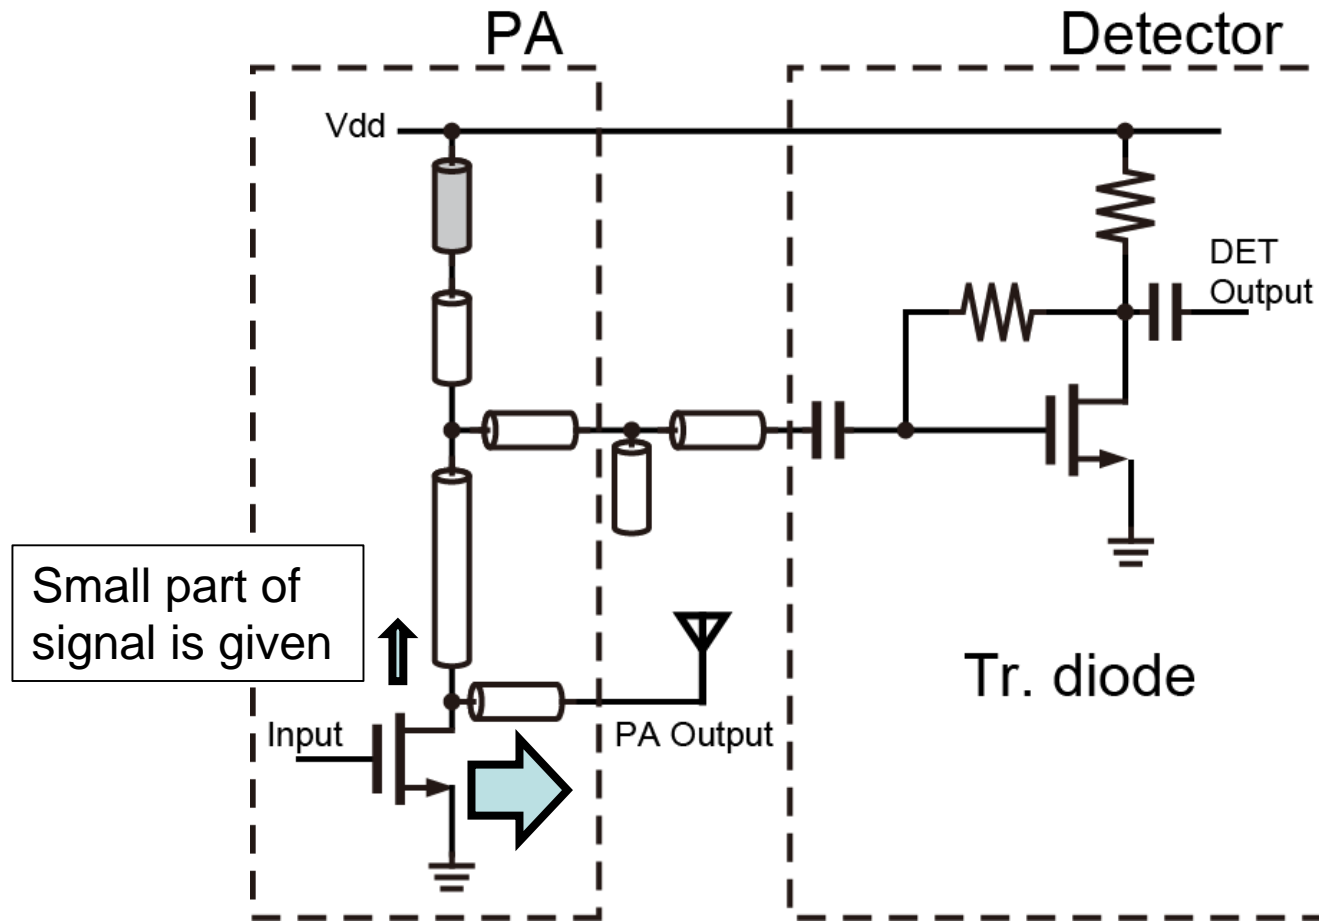 PA
Detector
Vdd
DET
Output
Small part of
signal is given
Input
PA Output
Tr. diode